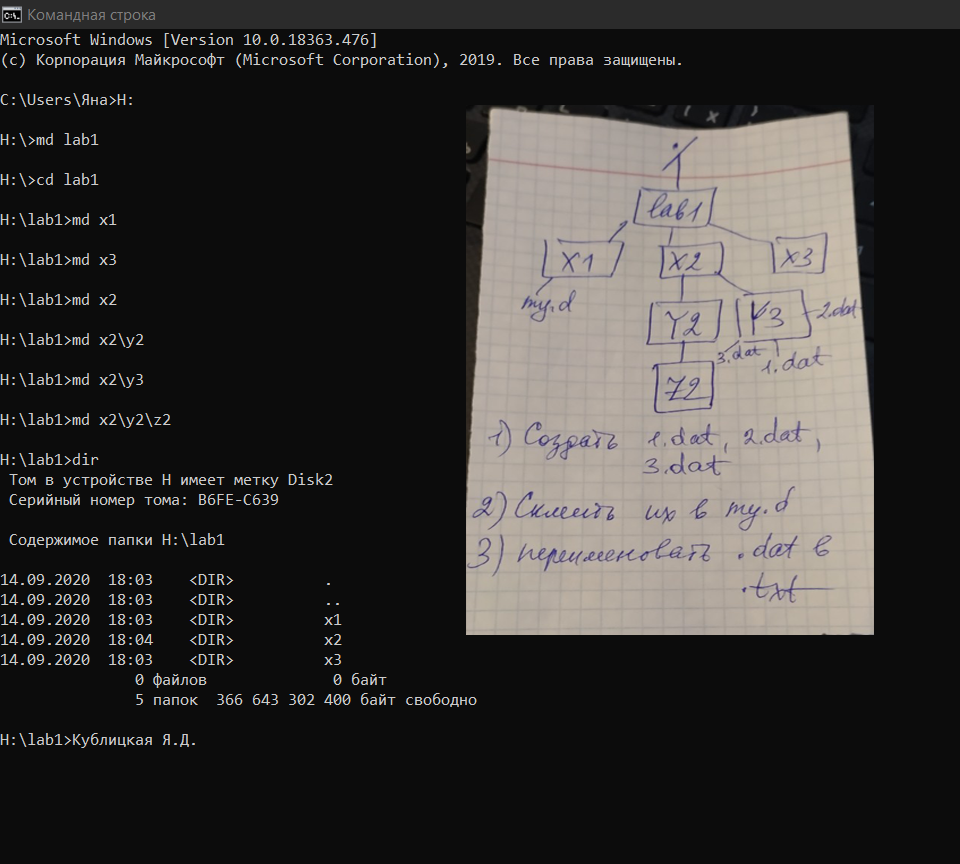 Командная строка
Microsoft Windows [Version 10.0.18363.476]
(c) Корпорация Майкрософт (Microsoft Corporation), 2019. Все права защищены.
C:\Users\Яна>H:
H:\>md lab1
H:\>cd lab1
H:\lab1>md x1
H:\lab1>md x3
H:\lab1>md x2
H:\lab1>md x2\y2
H:\lab1>md x2\y3
H:\lab1>md x2\y2\z2
H:\lab1>dir
Том в устройстве H имеет метку Disk2
Серийный номер тома: B6FE-C639
Содержимое папки H:\lab1
14.09.2020 18:03 <DIR> .
14.09.2020 18:03 <DIR> ..
14.09.2020 18:03 <DIR> x1
14.09.2020 18:04 <DIR> x2
14.09.2020 18:03 <DIR> x3
0 файлов 0 байт
5 папок 366 643 302 400 байт свободно
H:\lab1>Кублицкая Я.Д.
lab1
X1 X2 X3
my.d
Y2 Y3 2.dat
3.dat 1.dat
Z2
1) Создать 1.dat, 2.dat,
3.dat
2) Склеить их в my.d
3) переименовать .dat в
.txt